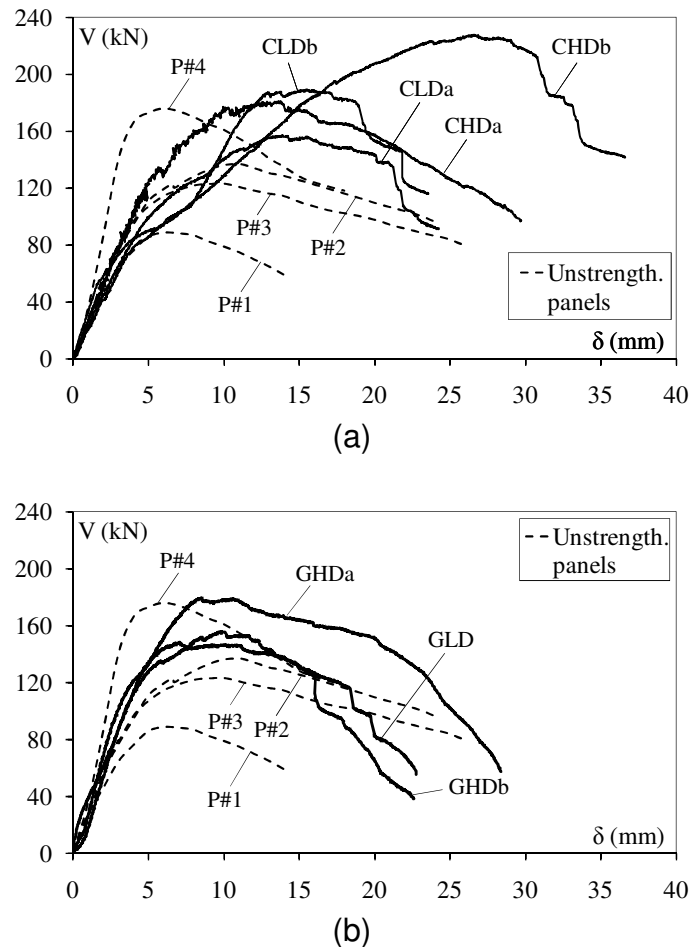 V (kN)
240
200
160
120
80
40
0
P#4
CLDb
CLDa
CHDb
CHDa
P#3
P#2
P#1
Unstrength.
panels
δ (mm)
0 5 10 15 20 25 30 35 40
(a)
V (kN)
240
200
160
120
80
40
0
P#4
GHDa
Unstrength.
panels
GLD
P#3
P#2
P#1
GHDb
δ (mm)
0 5 10 15 20 25 30 35 40
(b)